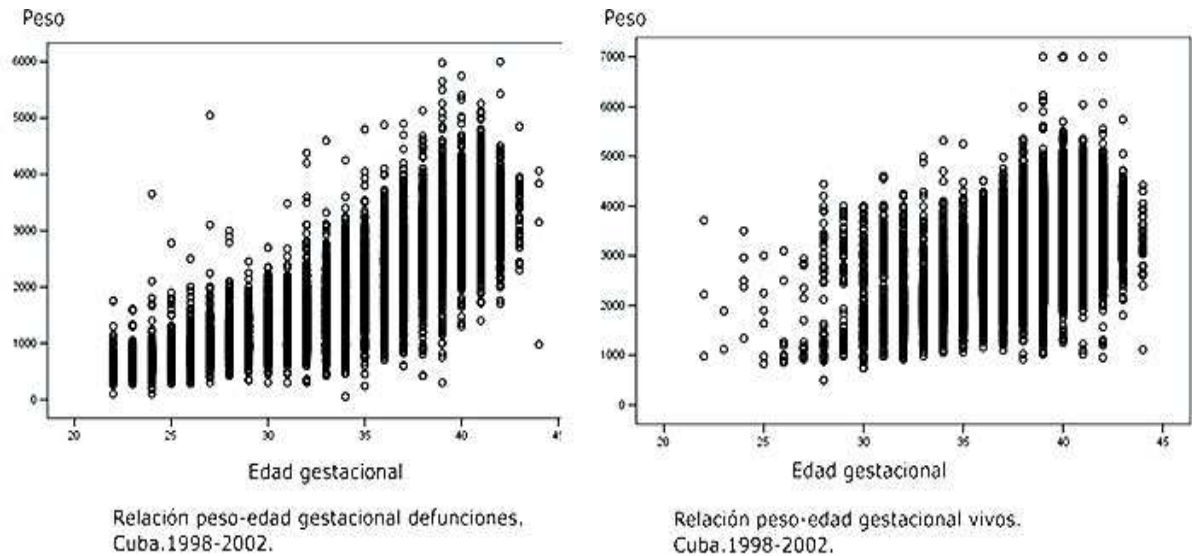 Peso
6000
5000
4000
3000
2000
1000
0
20 25 30 35 40 45
Edad gestacional
Relación peso-edad gestacional defunciones.
Cuba.1998-2002.
Peso
7000
6000
5000
4000
3000
2000
1000
0
20 25 30 35 40 45
Edad gestacional
Relación peso-edad gestacional vivos.
Cuba.1998-2002.